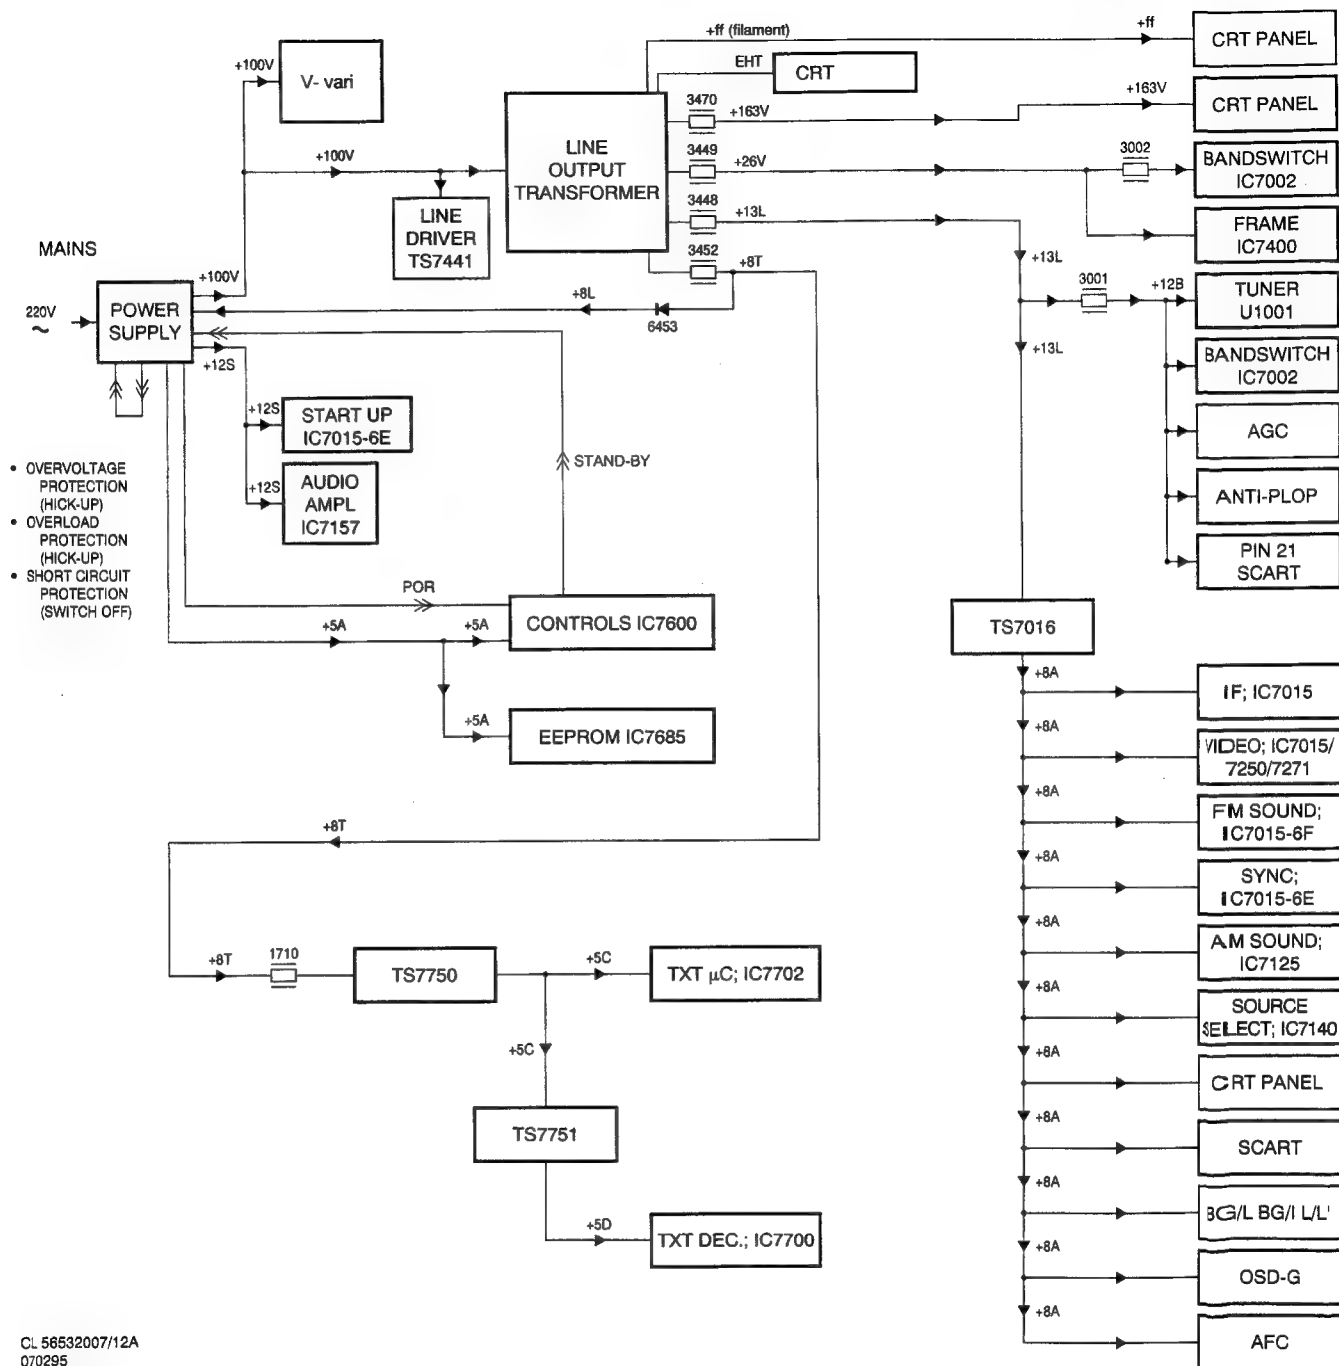 +ff (filament)
+ff
CRT PANEL
+100V
V- vari
EHT
CRT
3470
+163V
+163V
CRT PANEL
LINE
OUTPUT
TRANSFORMER
3449
+26V
3002
BANDSWITCH
IC7002
+100V
3448
+13L
LINE
DRIVER
TS7441
FRAME
IC7400
MAINS
3452
+8T
+13L
+100V
3001
+12B
TUNER
U1001
220V
~
POWER
SUPPLY
+8L
6453
+13L
+12S
BANDSWITCH
IC7002
+12S
START UP
IC7015-6E
AGC
STAND-BY
• OVERVOLTAGE
PROTECTION
(HICK-UP)
• OVERLOAD
PROTECTION
(HICK-UP)
• SHORT CIRCUIT
PROTECTION
(SWITCH OFF)
+12S
AUDIO
AMPL
IC7157
ANTI-PLOP
PIN 21
SCART
POR
CONTROLS IC7600
TS7016
+5A
+5A
+8A
IF; IC7015
+5A
EEPROM IC7685
+8A
VIDEO; IC7015/
7250/7271
+8A
FM SOUND;
IC7015-6F
+8T
+8A
SYNC;
IC7015-6E
+8A
AM SOUND;
IC7125
+8T
1710
TS7750
+5C
TXT µC; IC7702
+8A
SOURCE
SELECT; IC7140
+5C
+8A
CRT PANEL
TS7751
+8A
SCART
+8A
BG/L BG/I L/L'
+5D
TXT DEC.; IC7700
+8A
OSD-G
+8A
AFC
CL 56532007/12A
070295